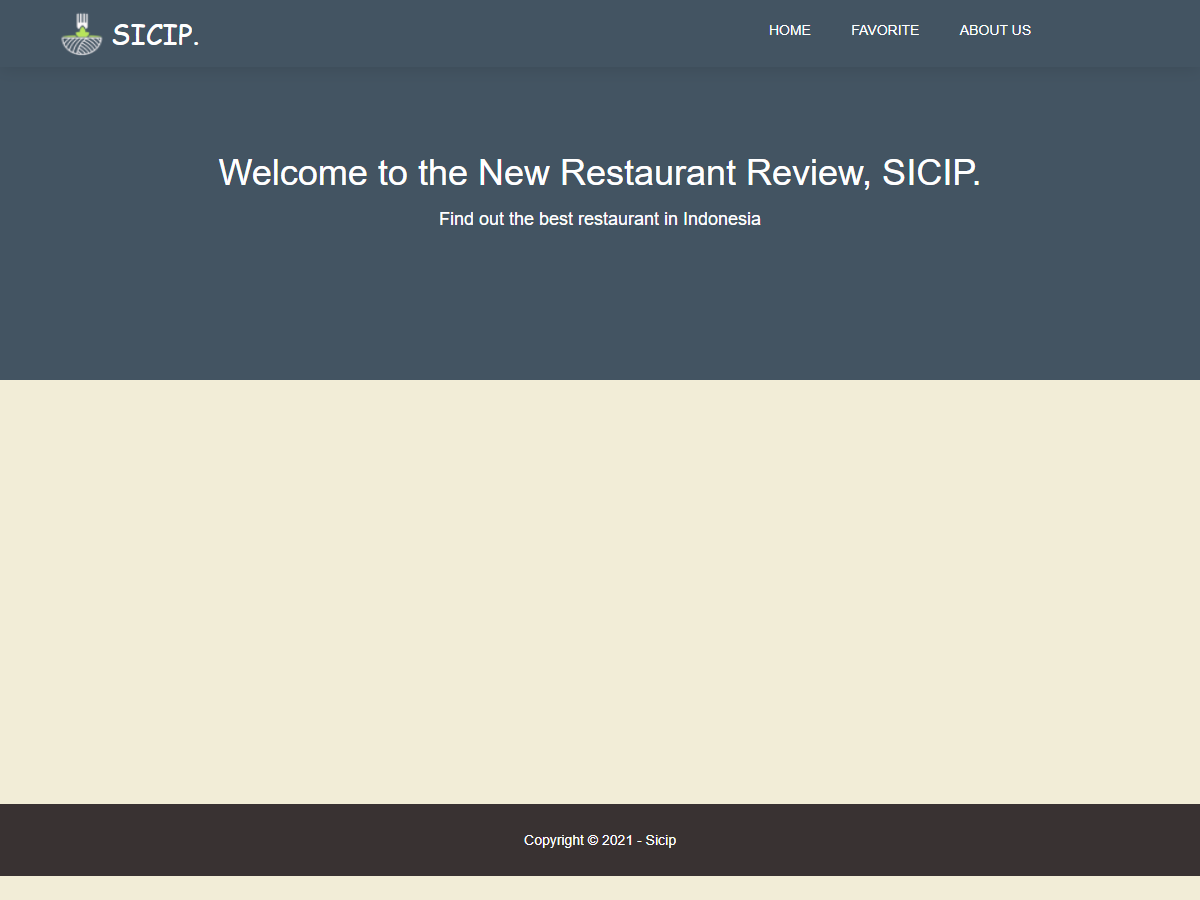 SICIP.
HOME
FAVORITE
ABOUT US
Welcome to the New Restaurant Review, SICIP.
Find out the best restaurant in Indonesia
Copyright © 2021 - Sicip